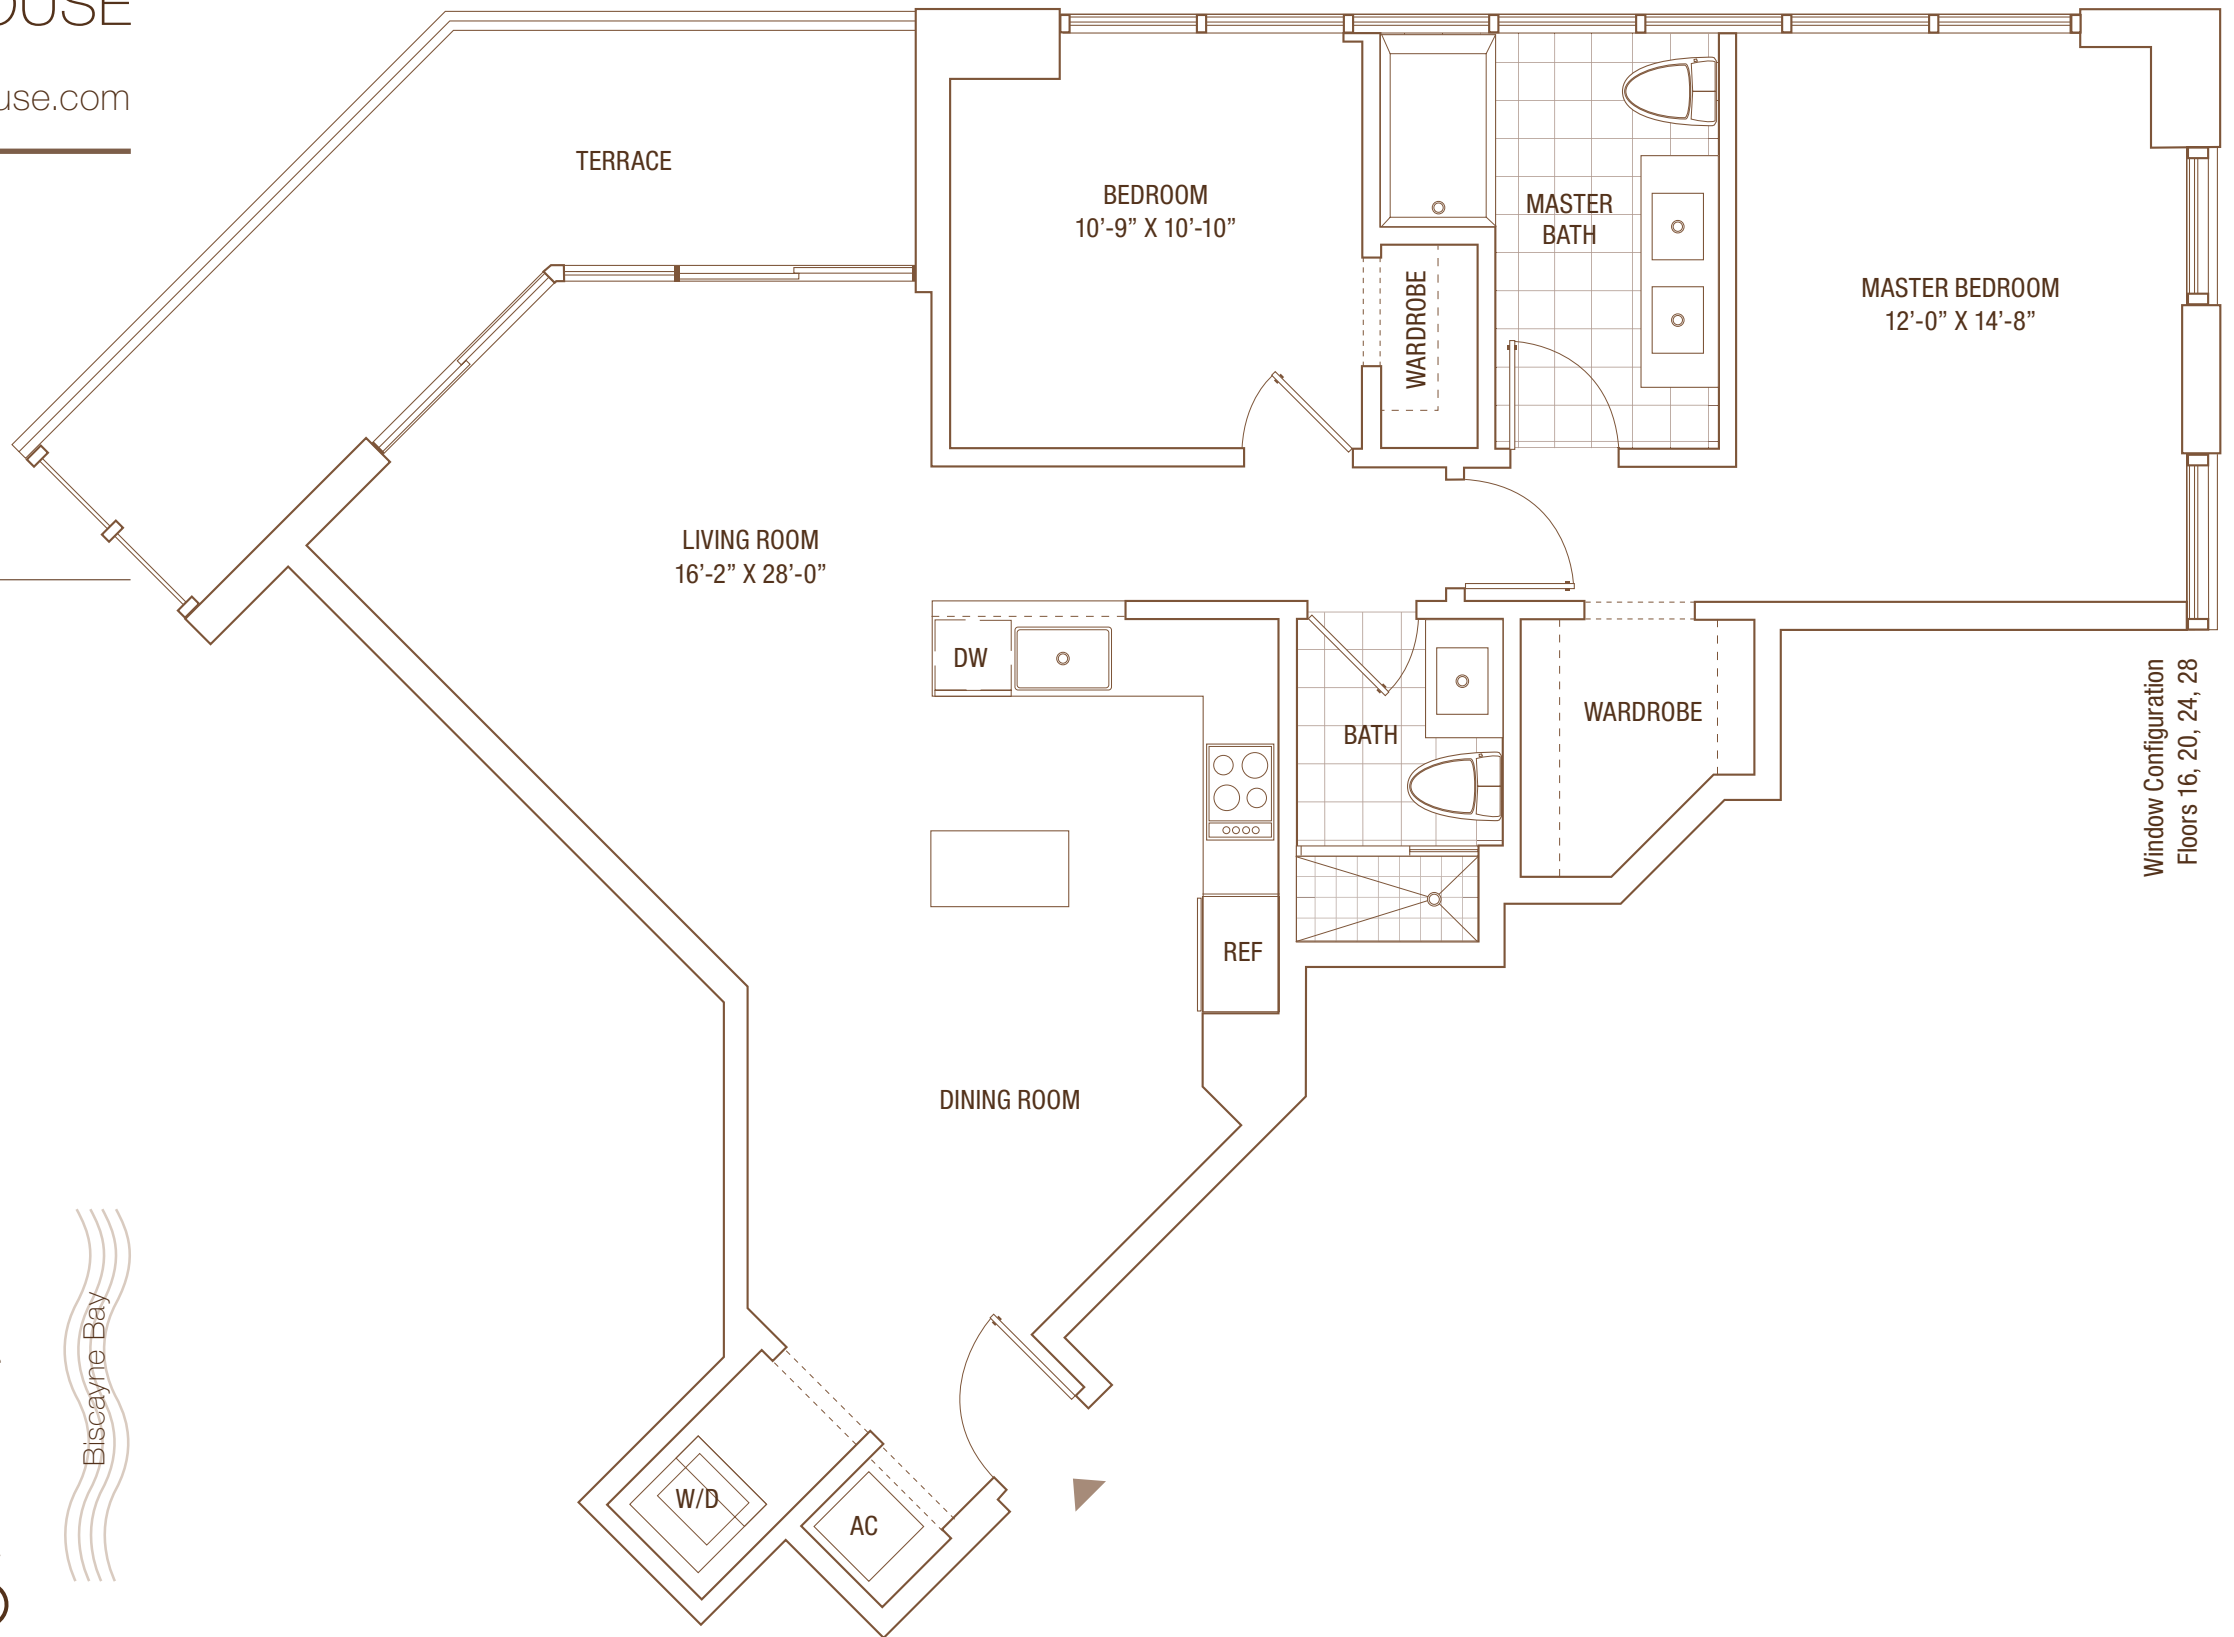 OUSE
use.com
TERRACE
BEDROOM
10’-9” X 10’-10”
WARDROBE
MASTER
BATH
MASTER BEDROOM
12’-0” X 14’-8”
LIVING ROOM
16’-2” X 28’-0”
DW
BATH
WARDROBE
REF
DINING ROOM
W/D
AC
Window Configuration
Floors 16, 20, 24, 28
Biscayne Bay